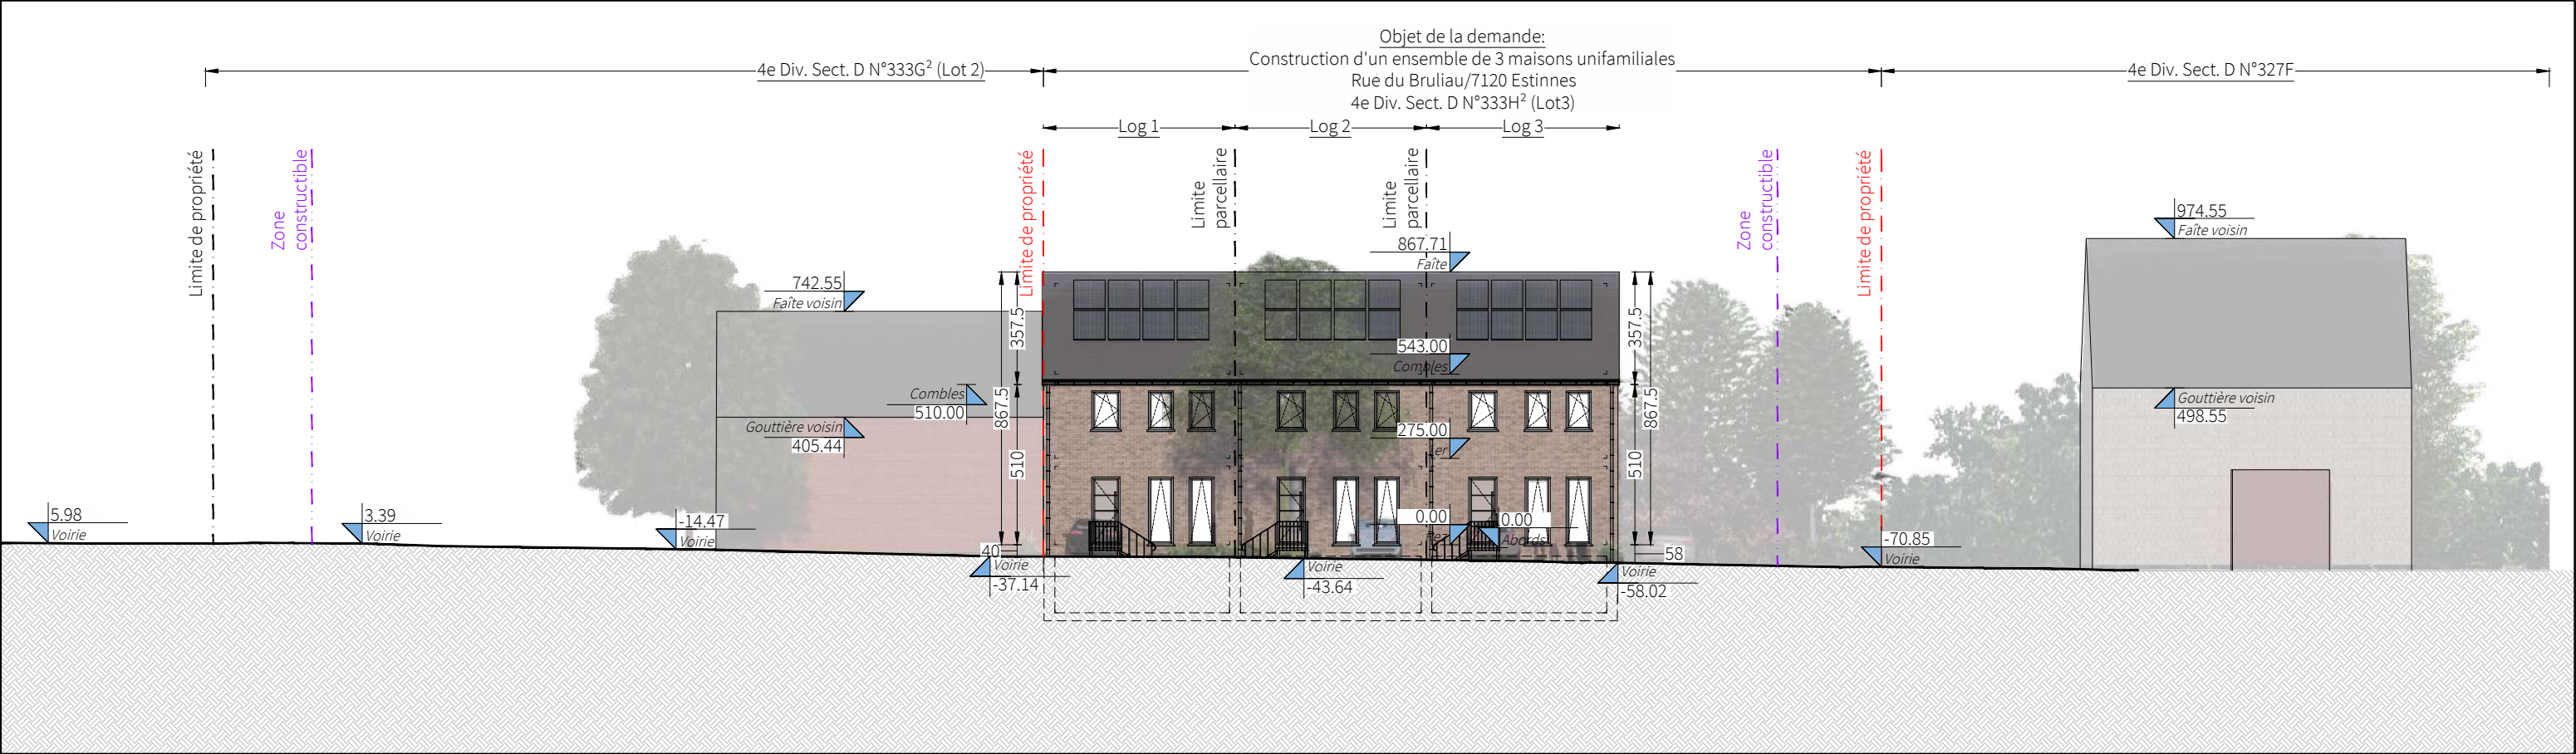 Objet de la demande:
Construction d'un ensemble de 3 maisons unifamiliales
Rue du Bruliau/7120 Estinnes
4e Div. Sect. D N°333H² (Lot3)
4e Div. Sect. D N°333G² (Lot 2)
4e Div. Sect. D N°327F
Log 1
Log 2
Log 3
Limite de propriété
Zone
constructible
Limite de propriété
Limite
parcellaire
Limite
parcellaire
Zone
constructible
Limite de propriété
974.55
Faîte voisin
867.71
Faîte
742.55
Faîte voisin
357.5
867.5
510
357.5
867.5
510
543.00
Combles
Combles
510.00
Gouttière voisin
405.44
Gouttière voisin
498.55
275.00
1er
0.00
Rez
0.00
Abords
5.98
Voirie
3.39
Voirie
-14.47
Voirie
40
Voirie
-37.14
Voirie
-43.64
58
Voirie
-58.02
-70.85
Voirie